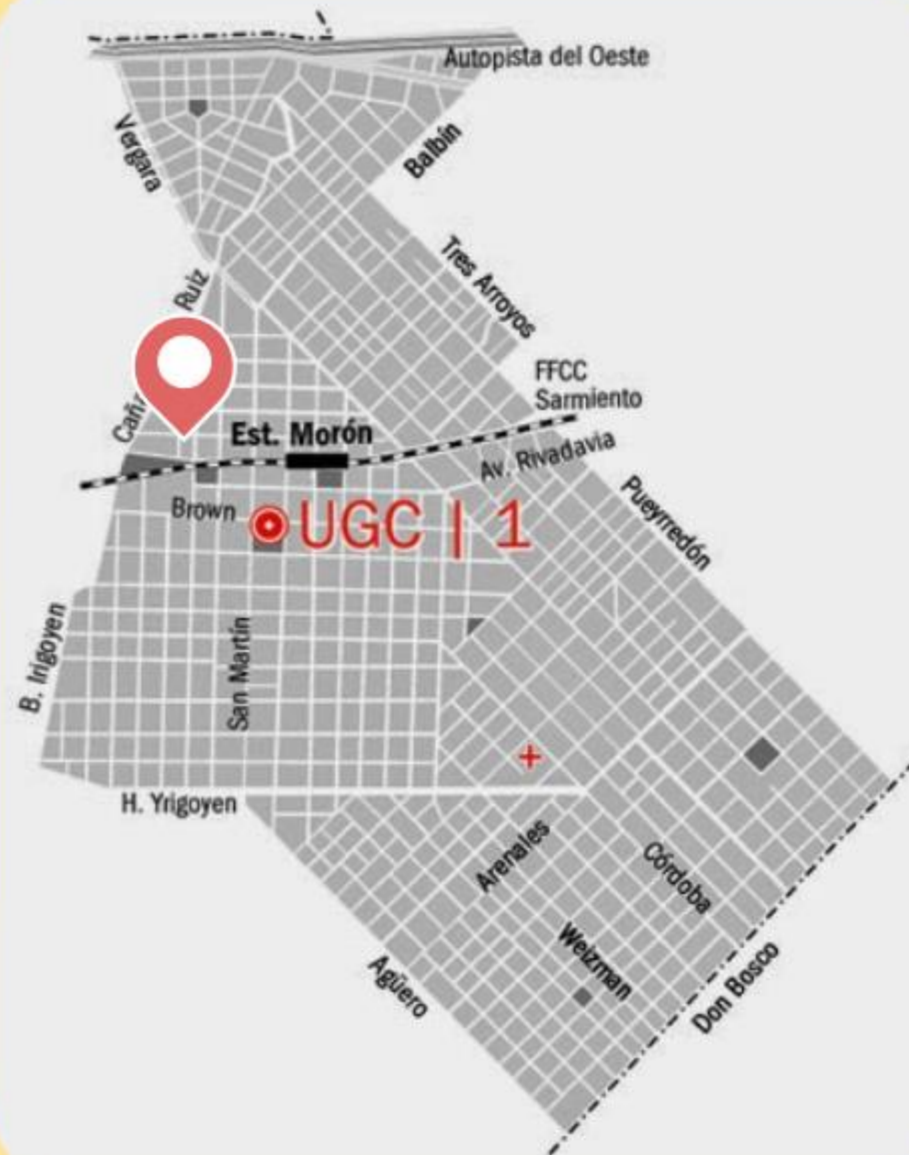 Autopista del Oeste
Vergara
Balbín
Tres Arroyos
Ruiz
FFCC
Sarmiento
Est. Morón
Av. Rivadavia
Brown
UGC | 1
Pueyrredón
B. Irigoyen
San Martín
H. Yrigoyen
Arenales
Córdoba
Weizman
Agüero
Don Bosco